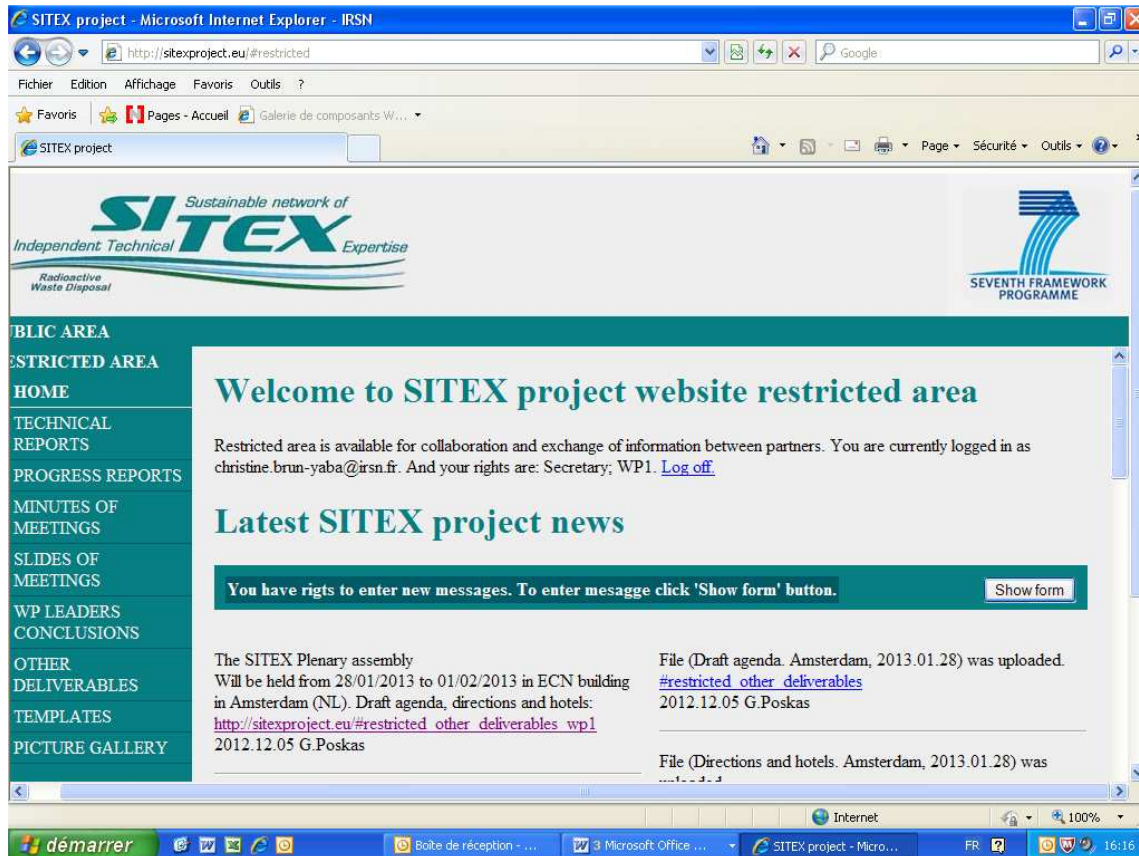 SITEX project - Microsoft Internet Explorer - IRSN
http://sitexproject.eu/#restricted
Google
Fichier Edition Affichage Favoris Outils ?
Favoris
Pages - Accueil
Galerie de composants W...
SITEX project
Page
Sécurité
Outils
Sustainable network of
SITEX
Independent Technical
Expertise
Radioactive
Waste Disposal
7
SEVENTH FRAMEWORK
PROGRAMME
UBLIC AREA
ESTRICTED AREA
HOME
TECHNICAL
REPORTS
PROGRESS REPORTS
MINUTES OF
MEETINGS
SLIDES OF
MEETINGS
WP LEADERS
CONCLUSIONS
OTHER
DELIVERABLES
TEMPLATES
PICTURE GALLERY
Welcome to SITEX project website restricted area
Restricted area is available for collaboration and exchange of information between partners. You are currently logged in as
christine.brun-yaba@irsn.fr. And your rights are: Secretary; WP1. Log off.
Latest SITEX project news
You have rigts to enter new messages. To enter mesagge click 'Show form' button.
Show form
The SITEX Plenary assembly
Will be held from 28/01/2013 to 01/02/2013 in ECN building
in Amsterdam (NL). Draft agenda, directions and hotels:
http://sitexproject.eu/#restricted_other_deliverables_wp1
2012.12.05 G.Poskas
File (Draft agenda. Amsterdam, 2013.01.28) was uploaded.
#restricted_other_deliverables
2012.12.05 G.Poskas
File (Directions and hotels. Amsterdam, 2013.01.28) was
Internet
100%
démarrer
Boîte de réception - ...
3 Microsoft Office ...
SITEX project - Micro...
FR
16:16